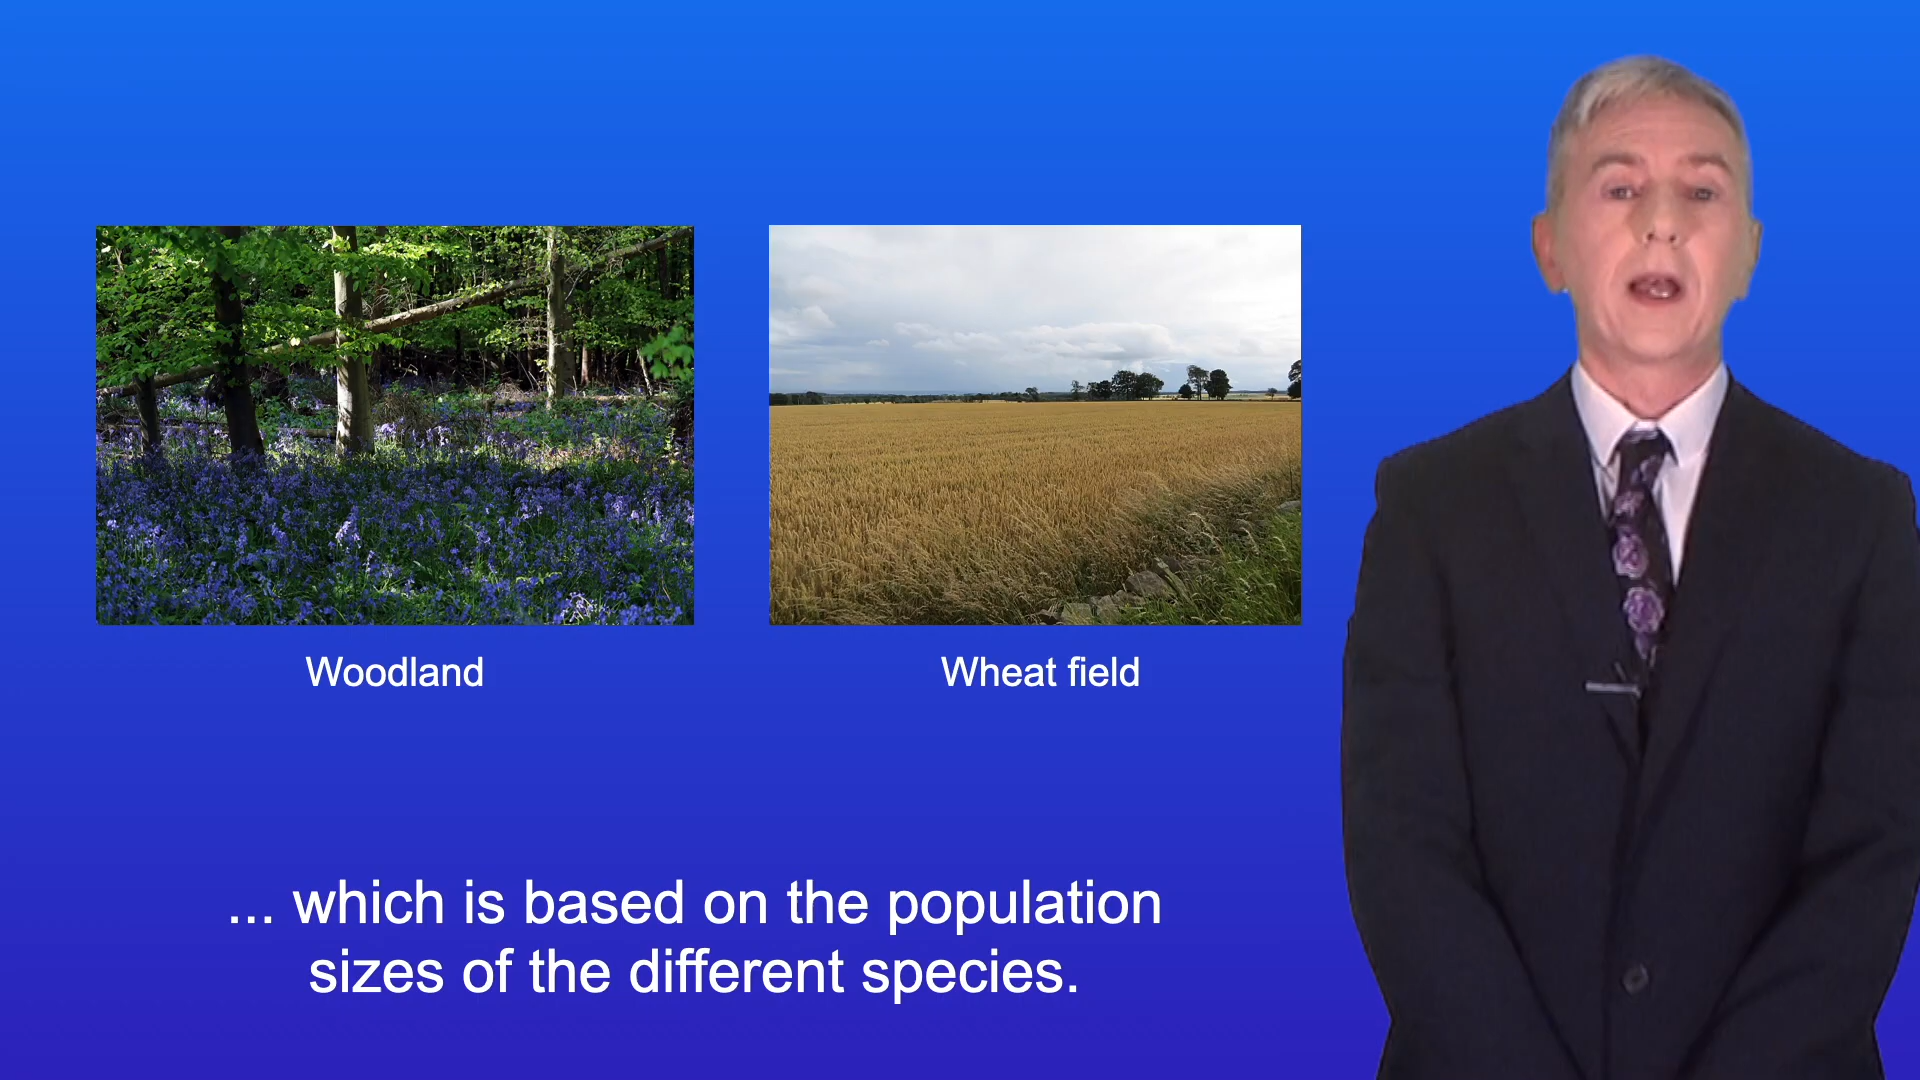 Woodland
Wheat field
... which is based on the population
sizes of the different species.